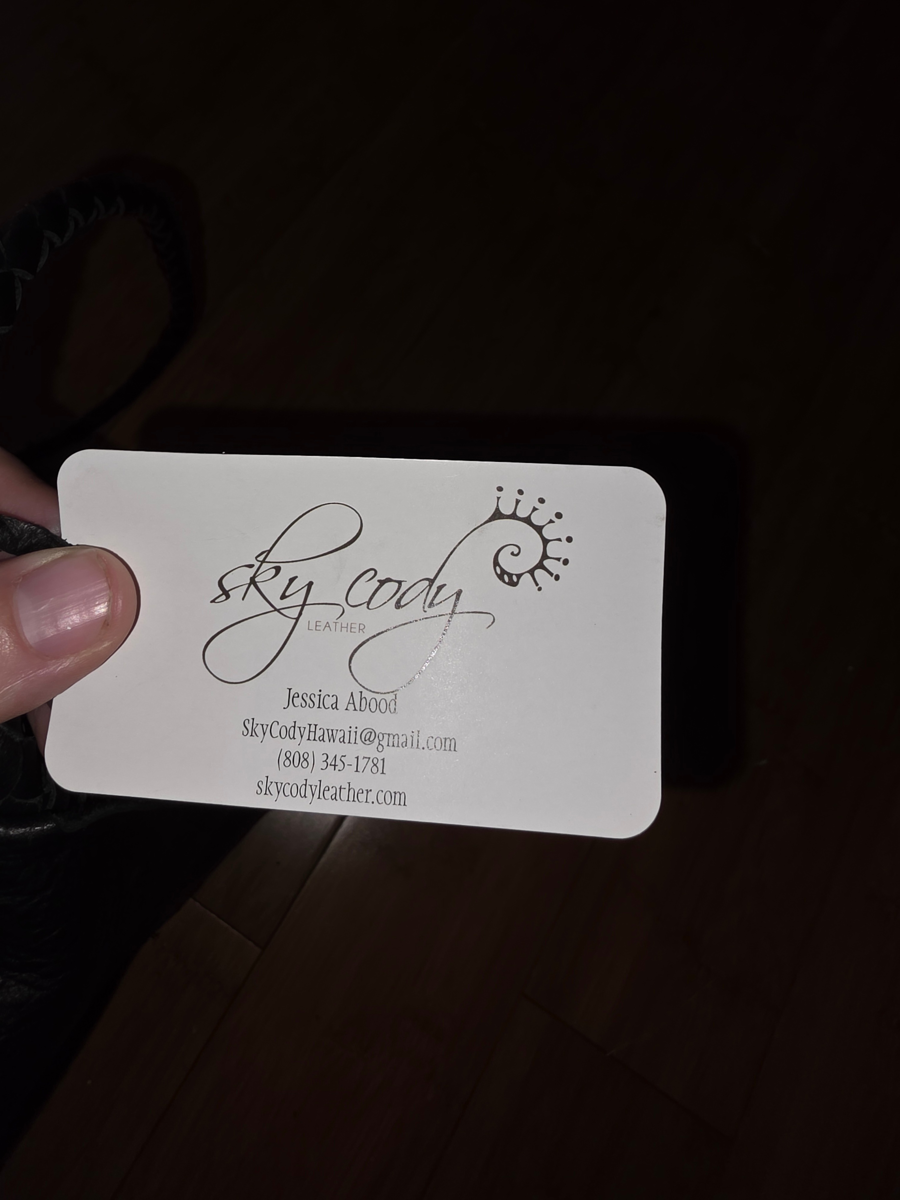 sky cody
LEATHER
Jessica Abood
SkyCodyHawaii@gmail.com
(808) 345-1781
skycodyleather.com